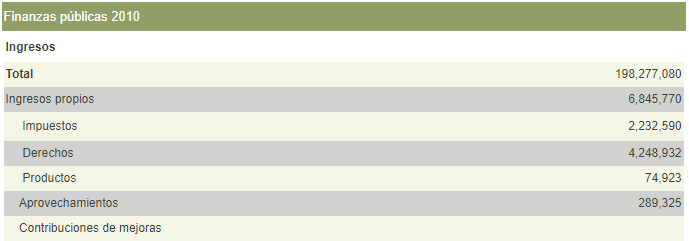 Finanzas públicas 2010
Ingresos
Total 198,277,080
Ingresos propios 6,845,770
Impuestos 2,232,590
Derechos 4,248,932
Productos 74,923
Aprovechamientos 289,325
Contribuciones de mejoras